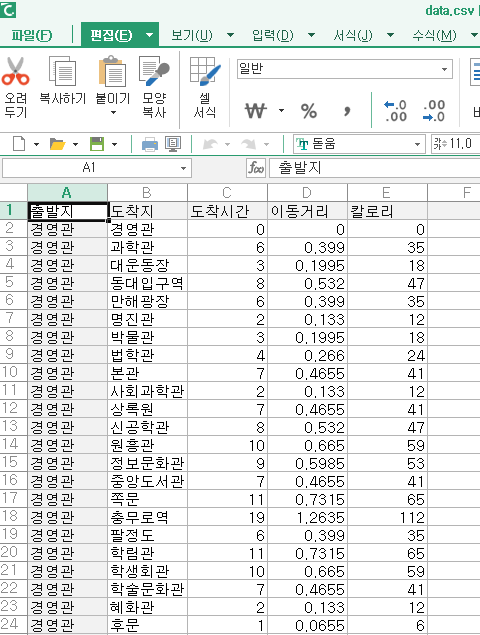 data.csv
파일(F) 편집(E) 보기(U) 입력(D) 서식(J) 수식(M)
오려 두기 복사하기 붙이기 모양 복사 셀 서식 일반
₩ % , ←.0 .00 .00 →.0
돋움 가가 11.0
A1 fx 출발지
A B C D E F
1 출발지 도착지 도착시간 이동거리 칼로리
2 경영관 경영관 0 0 0
3 경영관 과학관 6 0.399 35
4 경영관 대운동장 3 0.1995 18
5 경영관 동대입구역 8 0.532 47
6 경영관 만해광장 6 0.399 35
7 경영관 명진관 2 0.133 12
8 경영관 박물관 3 0.1995 18
9 경영관 법학관 4 0.266 24
10 경영관 본관 7 0.4655 41
11 경영관 사회과학관 2 0.133 12
12 경영관 상록원 7 0.4655 41
13 경영관 신공학관 8 0.532 47
14 경영관 원흥관 10 0.665 59
15 경영관 정보문화관 9 0.5985 53
16 경영관 중앙도서관 7 0.4655 41
17 경영관 쪽문 11 0.7315 65
18 경영관 충무로역 19 1.2635 112
19 경영관 팔정도 6 0.399 35
20 경영관 학림관 11 0.7315 65
21 경영관 학생회관 10 0.665 59
22 경영관 학술문화관 7 0.4655 41
23 경영관 혜화관 2 0.133 12
24 경영관 후문 1 0.0655 6